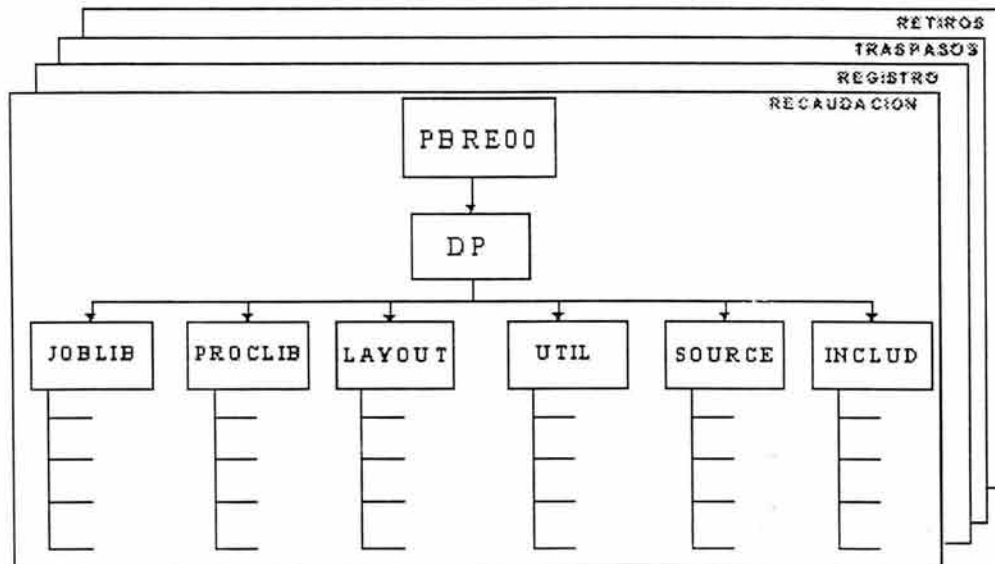 RETIROS
TRASPASOS
REGISTRO
RECAUDACION
PBRE00
DP
JOBLIB
PROCLIB
LAYOUT
UTIL
SOURCE
INCLUD